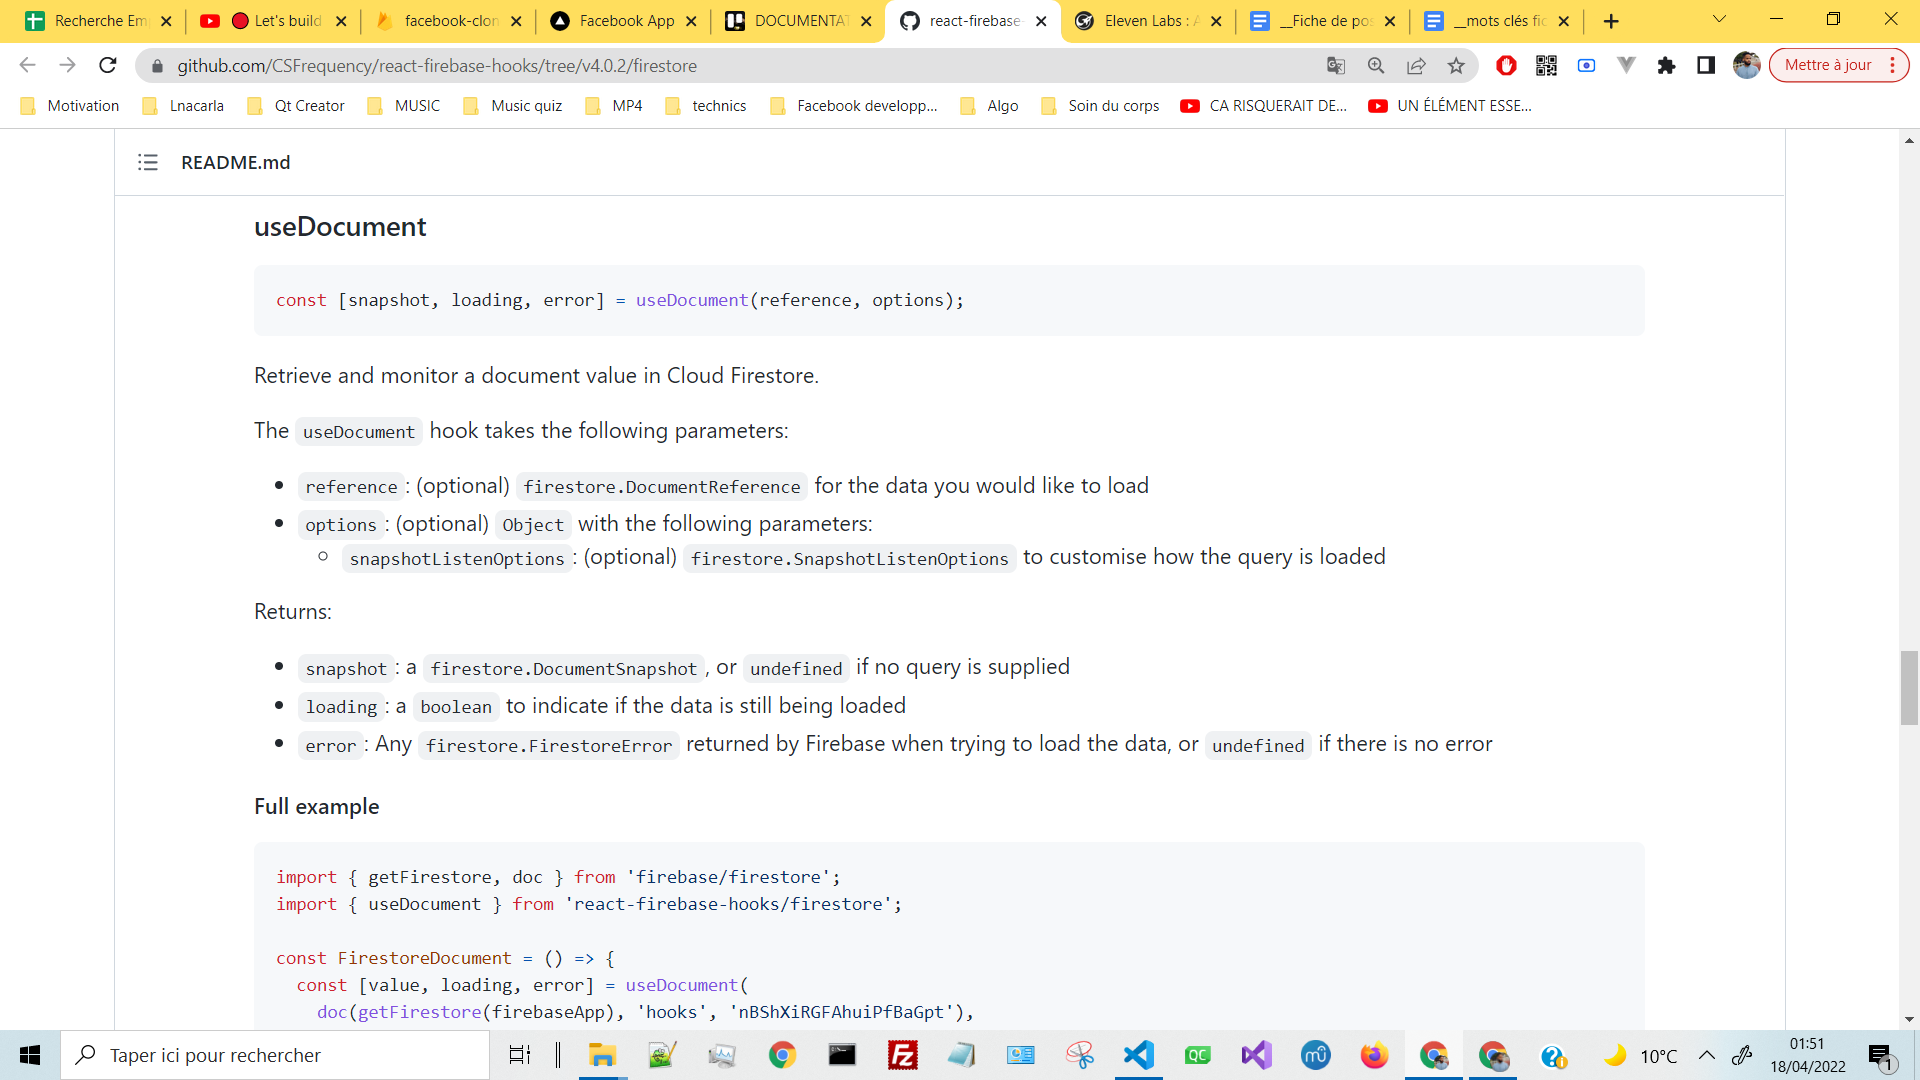 Recherche Em
Let's build
facebook-clon
Facebook App
DOCUMENTAT
react-firebase-
Eleven Labs : A
__Fiche de pos
__mots clés fic
github.com/CSFrequency/react-firebase-hooks/tree/v4.0.2/firestore
Mettre à jour
Motivation
Lnacarla
Qt Creator
MUSIC
Music quiz
MP4
technics
Facebook developp...
Algo
Soin du corps
CA RISQUERAIT DE...
UN ÉLÉMENT ESSE...
README.md
useDocument
const [snapshot, loading, error] = useDocument(reference, options);
Retrieve and monitor a document value in Cloud Firestore.
The useDocument hook takes the following parameters:
reference: (optional) firestore.DocumentReference for the data you would like to load
options: (optional) Object with the following parameters:
snapshotListenOptions: (optional) firestore.SnapshotListenOptions to customise how the query is loaded
Returns:
snapshot: a firestore.DocumentSnapshot, or undefined if no query is supplied
loading: a boolean to indicate if the data is still being loaded
error: Any firestore.FirestoreError returned by Firebase when trying to load the data, or undefined if there is no error
Full example
import { getFirestore, doc } from 'firebase/firestore';
import { useDocument } from 'react-firebase-hooks/firestore';
const FirestoreDocument = () => {
const [value, loading, error] = useDocument(
doc(getFirestore(firebaseApp), 'hooks', 'nBShXiRGFAhuiPfBaGpt'),
Taper ici pour rechercher
10°C
01:51
18/04/2022
1